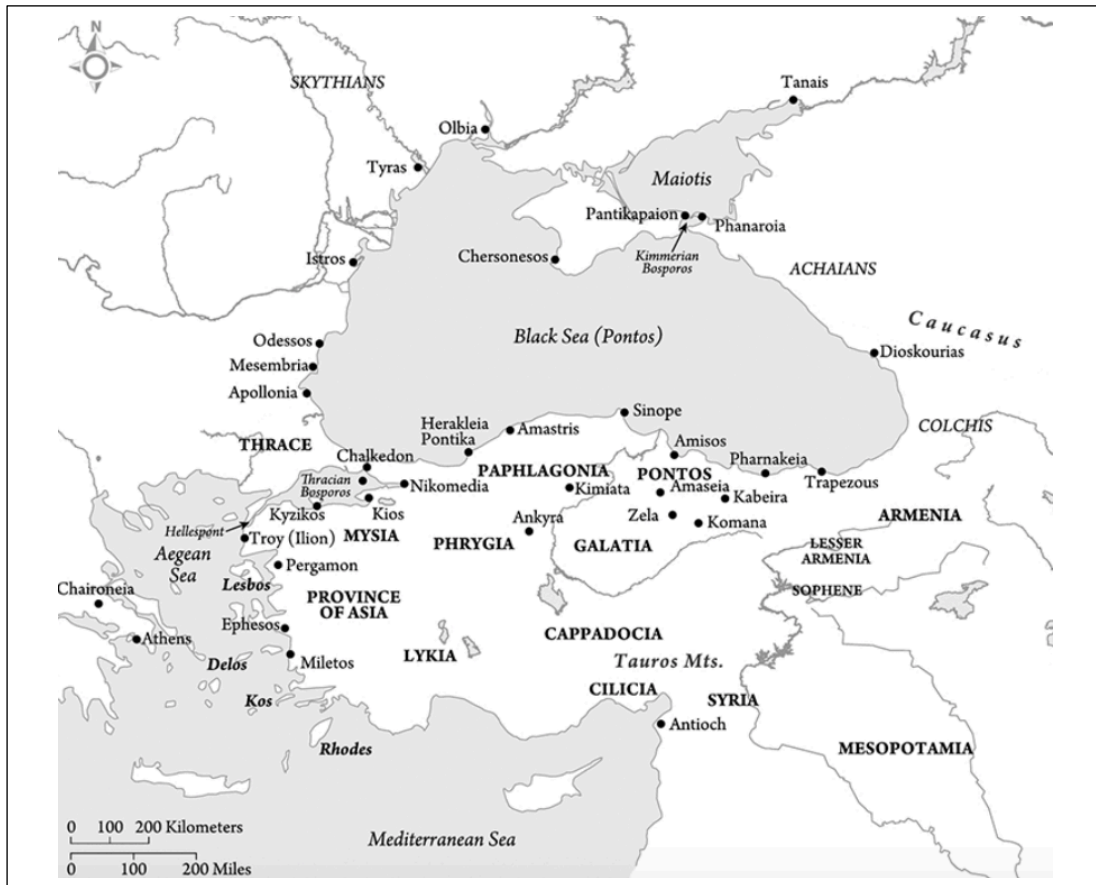 N
SKYTHIANS
Tanais
Olbia
Tyras
Maiotis
Pantikapaion
Phanaroia
Kimmerian
Bosporos
Chersonesos
Istros
ACHAIANS
Caucasus
Black Sea (Pontos)
Odessos
Dioskourias
Mesembria
Apollonia
Sinope
COLCHIS
Herakleia
Pontika
Amastris
THRACE
Amisos
Chalkedon
PAPHLAGONIA
PONTOS
Pharnakeia
Trapezous
Thracian
Bosporos
Nikomedia
Kimiata
Amaseia
Kabeira
Kyzikos
Kios
Zela
Komana
ARMENIA
Hellespont
Ankyra
Troy (Ilion)
MYSIA
PHRYGIA
GALATIA
LESSER
ARMENIA
Aegean
Sea
Pergamon
Lesbos
SOPHENE
Chaironeia
PROVINCE
OF ASIA
Ephesos
CAPPADOCIA
Athens
Delos
Miletos
LYKIA
Tauros Mts.
CILICIA
SYRIA
Kos
Antioch
Rhodes
MESOPOTAMIA
0 100 200 Kilometers
0 100 200 Miles
Mediterranean Sea